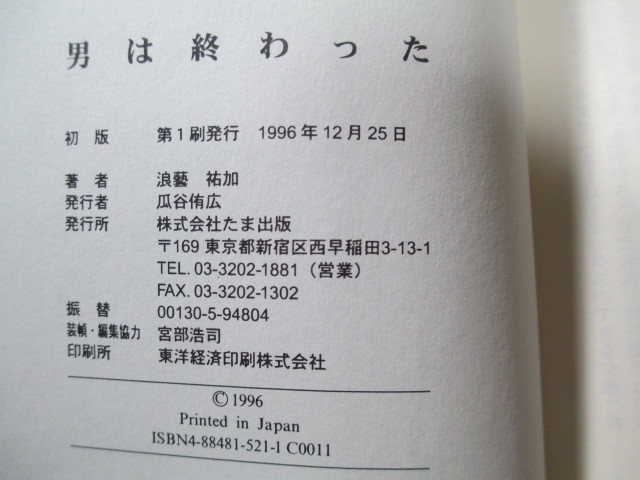 男は終わった
初版 第1刷発行 1996年12月25日
著者 浪藝 祐加
発行者 瓜谷侑広
発行所 株式会社たま出版
〒169 東京都新宿区西早稲田3-13-1
TEL. 03-3202-1881（営業）
FAX. 03-3202-1302
振替 00130-5-94804
装幀・編集協力 宮部浩司
印刷所 東洋経済印刷株式会社
© 1996
Printed in Japan
ISBN4-88481-521-1 C0011